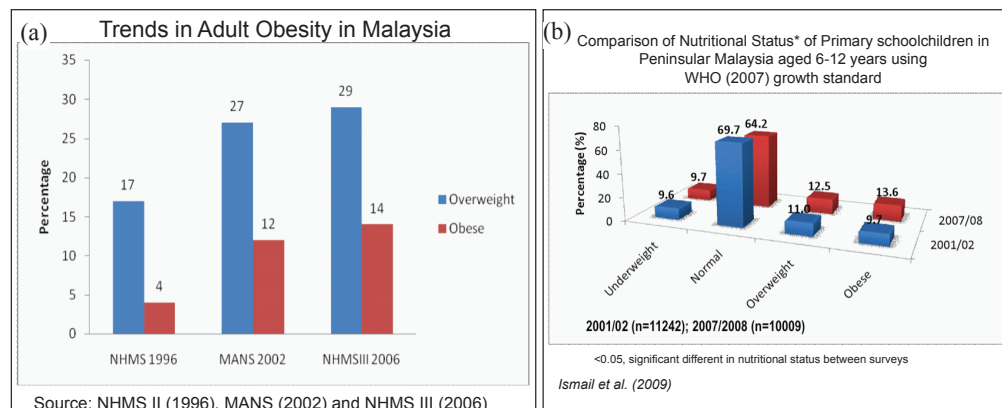 (a)
Trends in Adult Obesity in Malaysia
35
30
25
20
15
10
5
0
Percentage
17
4
27
12
29
14
NHMS 1996
MANS 2002
NHMSIII 2006
Overweight
Obese
Source: NHMS II (1996), MANS (2002) and NHMS III (2006)
(b)
Comparison of Nutritional Status* of Primary schoolchildren in
Peninsular Malaysia aged 6-12 years using
WHO (2007) growth standard
80
60
40
20
0
Percentage (%)
9.6
9.7
69.7
64.2
11.0
12.5
9.7
13.6
2007/08
2001/02
Underweight
Normal
Overweight
Obese
2001/02 (n=11242); 2007/2008 (n=10009)
<0.05, significant different in nutritional status between surveys
Ismail et al. (2009)